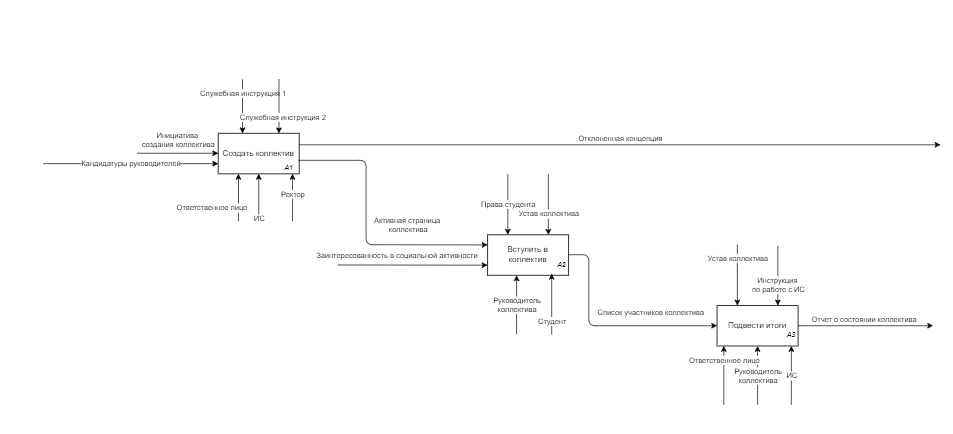 Служебная инструкция 1
Служебная инструкция 2
Инициатива
создания коллектива
Кандидатуры руководителей
Создать коллектив
A1
Отклоненная концепция
Ответственное лицо
ИС
Ректор
Активная страница
коллектива
Права студента
Устав коллектива
Заинтересованность в социальной активности
Вступить в
коллектив
A2
Руководитель
коллектива
Студент
Список участников коллектива
Устав коллектива
Инструкция
по работе с ИС
Подвести итоги
A3
Отчет о состоянии коллектива
Ответственное лицо
Руководитель
коллектива
ИС